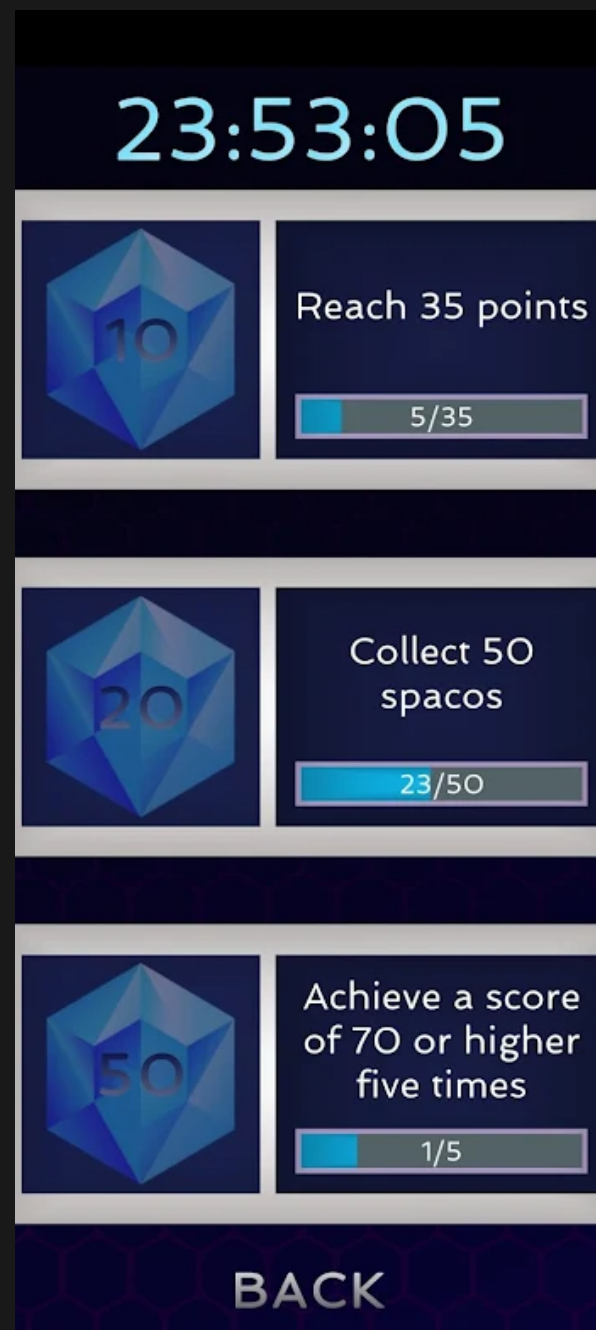 23:53:05
10
Reach 35 points
5/35
20
Collect 50
spacos
23/50
50
Achieve a score
of 70 or higher
five times
1/5
BACK